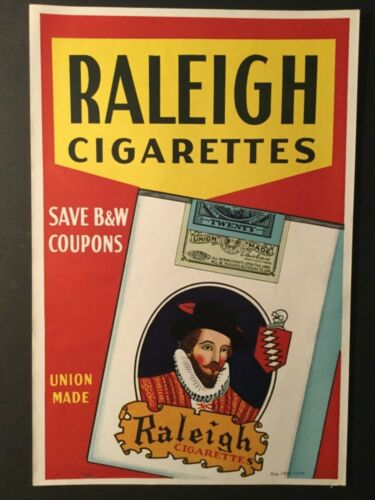 RALEIGH
CIGARETTES
SAVE B&W
COUPONS
TWENTY
UNION MADE
UNION
MADE
Raleigh
CIGARETTES